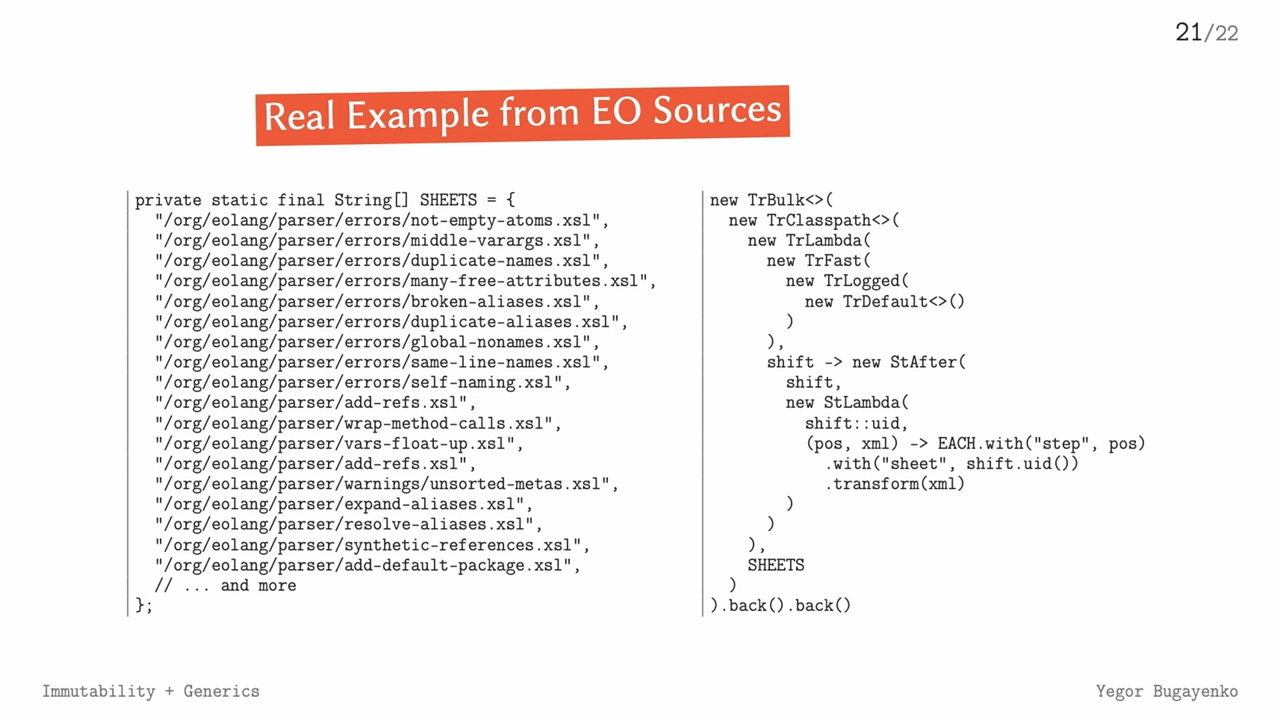 21/22
Real Example from EO Sources
private static final String[] SHEETS = {
  "/org/eolang/parser/errors/not-empty-atoms.xsl",
  "/org/eolang/parser/errors/middle-varargs.xsl",
  "/org/eolang/parser/errors/duplicate-names.xsl",
  "/org/eolang/parser/errors/many-free-attributes.xsl",
  "/org/eolang/parser/errors/broken-aliases.xsl",
  "/org/eolang/parser/errors/duplicate-aliases.xsl",
  "/org/eolang/parser/errors/global-nonames.xsl",
  "/org/eolang/parser/errors/same-line-names.xsl",
  "/org/eolang/parser/errors/self-naming.xsl",
  "/org/eolang/parser/add-refs.xsl",
  "/org/eolang/parser/wrap-method-calls.xsl",
  "/org/eolang/parser/vars-float-up.xsl",
  "/org/eolang/parser/add-refs.xsl",
  "/org/eolang/parser/warnings/unsorted-metas.xsl",
  "/org/eolang/parser/expand-aliases.xsl",
  "/org/eolang/parser/resolve-aliases.xsl",
  "/org/eolang/parser/synthetic-references.xsl",
  "/org/eolang/parser/add-default-package.xsl",
  // ... and more
};
new TrBulk<>(
  new TrClasspath<>(
    new TrLambda(
      new TrFast(
        new TrLogged(
          new TrDefault<>()
        )
      ),
      shift -> new StAfter(
        shift,
        new StLambda(
          shift::uid,
          (pos, xml) -> EACH.with("step", pos)
            .with("sheet", shift.uid())
            .transform(xml)
        )
      )
    ),
    SHEETS
  )
).back().back()
Immutability + Generics
Yegor Bugayenko